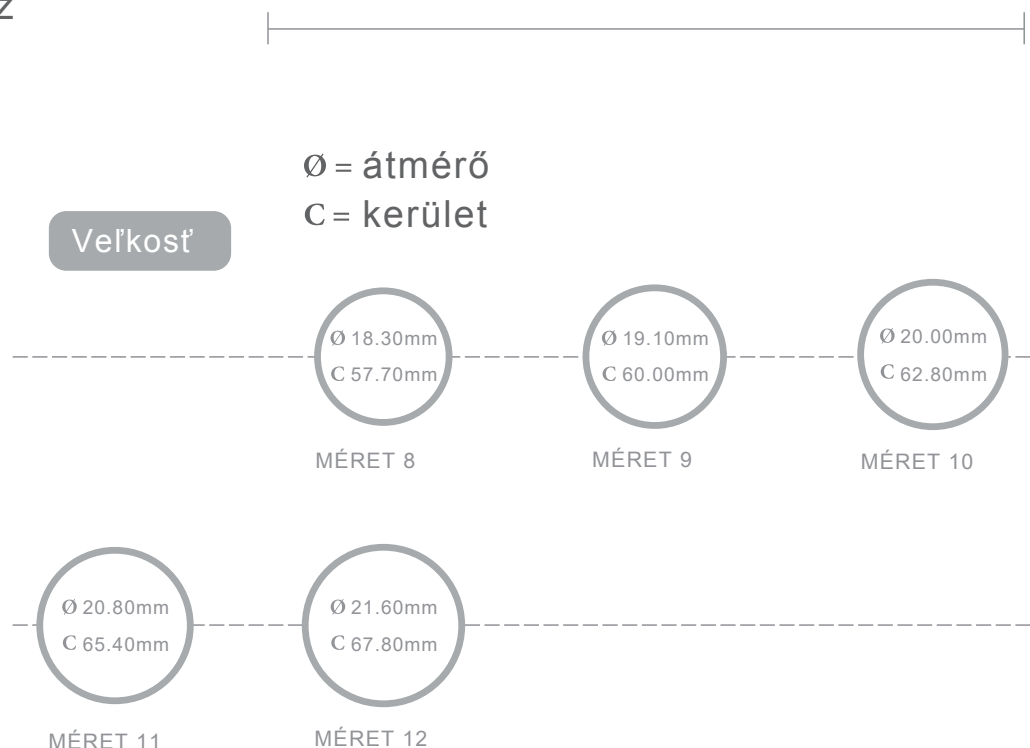 z
Ø = átmérő
C = kerület
Veľkosť
Ø 18.30mm
C 57.70mm
MÉRET 8
Ø 19.10mm
C 60.00mm
MÉRET 9
Ø 20.00mm
C 62.80mm
MÉRET 10
Ø 20.80mm
C 65.40mm
MÉRET 11
Ø 21.60mm
C 67.80mm
MÉRET 12